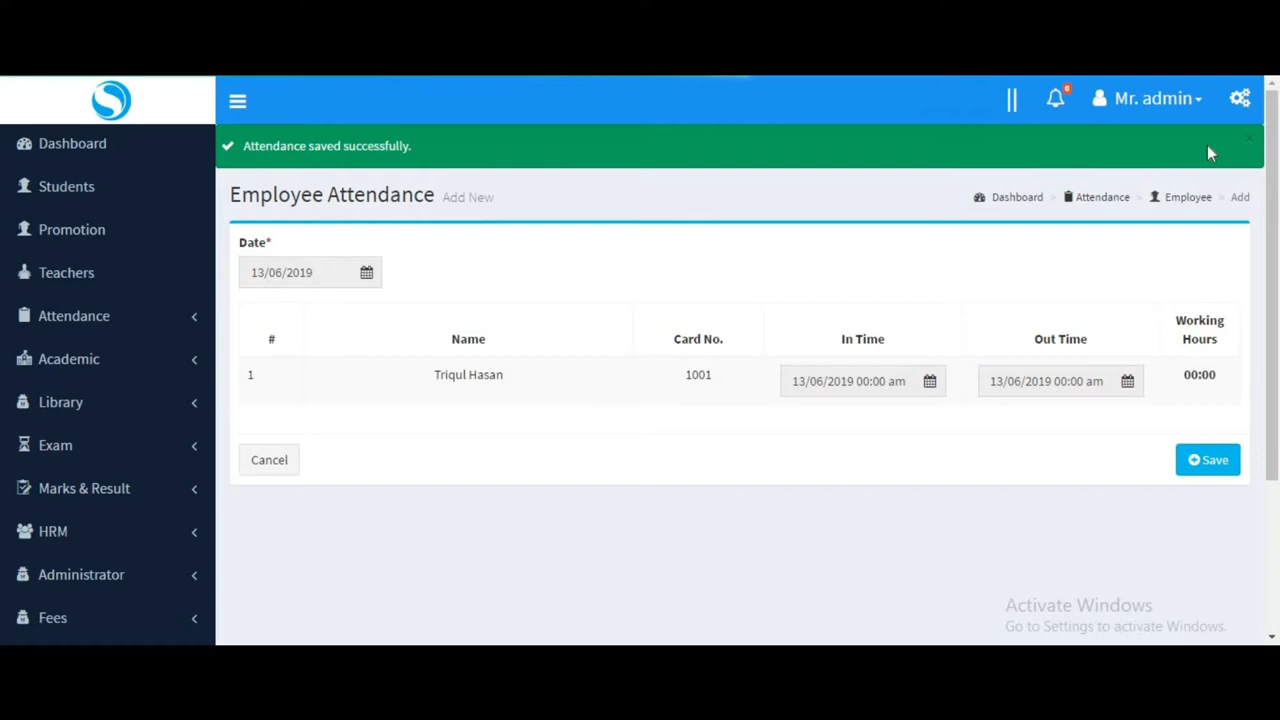 Mr. admin
6
Attendance saved successfully.
×
Dashboard
Students
Promotion
Teachers
Attendance
Academic
Library
Exam
Marks & Result
HRM
Administrator
Fees
Employee Attendance Add New
Dashboard > Attendance > Employee > Add
Date*
13/06/2019
# Name Card No. In Time Out Time Working Hours
1 Triqul Hasan 1001 13/06/2019 00:00 am 13/06/2019 00:00 am 00:00
Cancel Save
Activate Windows
Go to Settings to activate Windows.